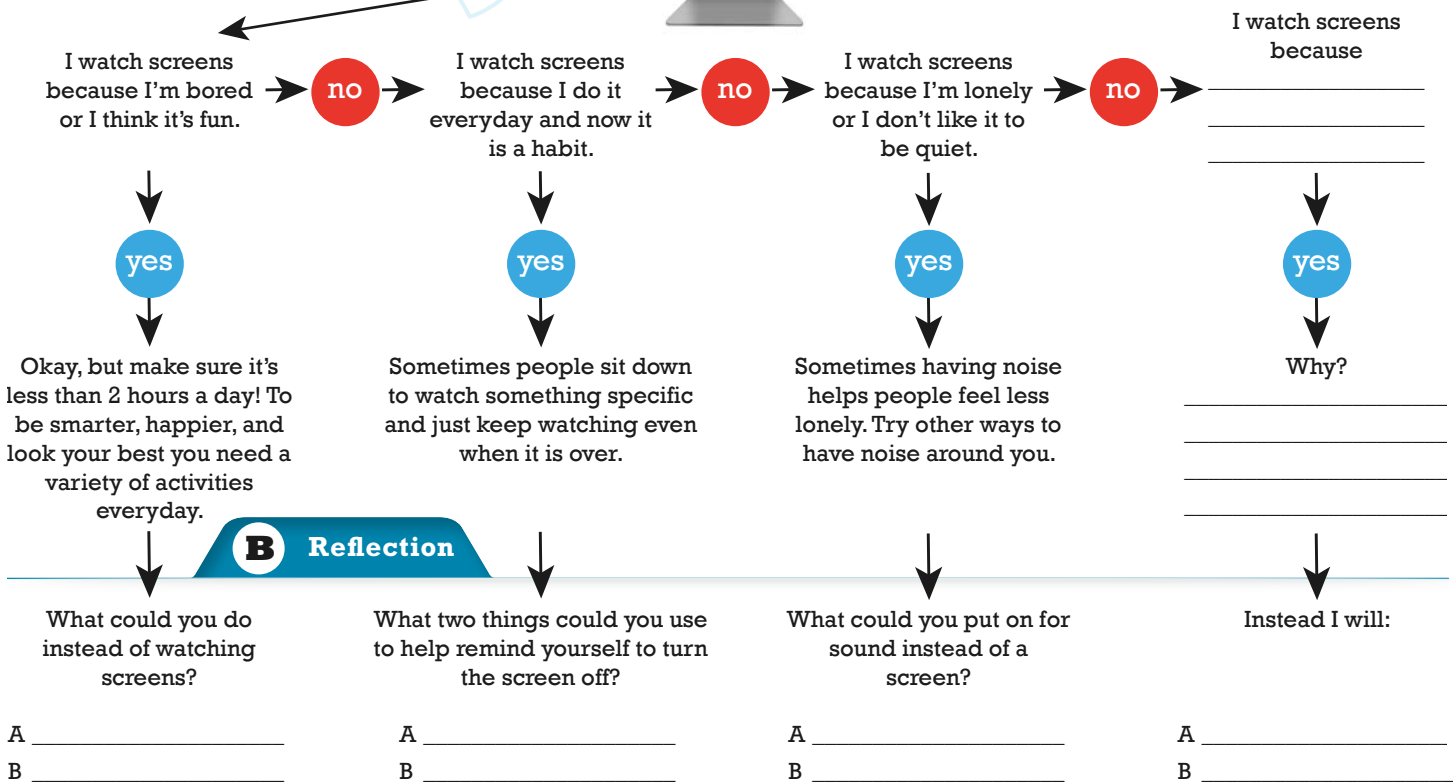 I watch screens
because I'm bored
or I think it's fun.
no
I watch screens
because I do it
everyday and now it
is a habit.
no
I watch screens
because I'm lonely
or I don't like it to
be quiet.
no
I watch screens
because
yes
yes
yes
yes
Okay, but make sure it's
less than 2 hours a day! To
be smarter, happier, and
look your best you need a
variety of activities
everyday.
Sometimes people sit down
to watch something specific
and just keep watching even
when it is over.
Sometimes having noise
helps people feel less
lonely. Try other ways to
have noise around you.
Why?
B Reflection
What could you do
instead of watching
screens?
A
B
What two things could you use
to help remind yourself to turn
the screen off?
A
B
What could you put on for
sound instead of a
screen?
A
B
Instead I will:
A
B